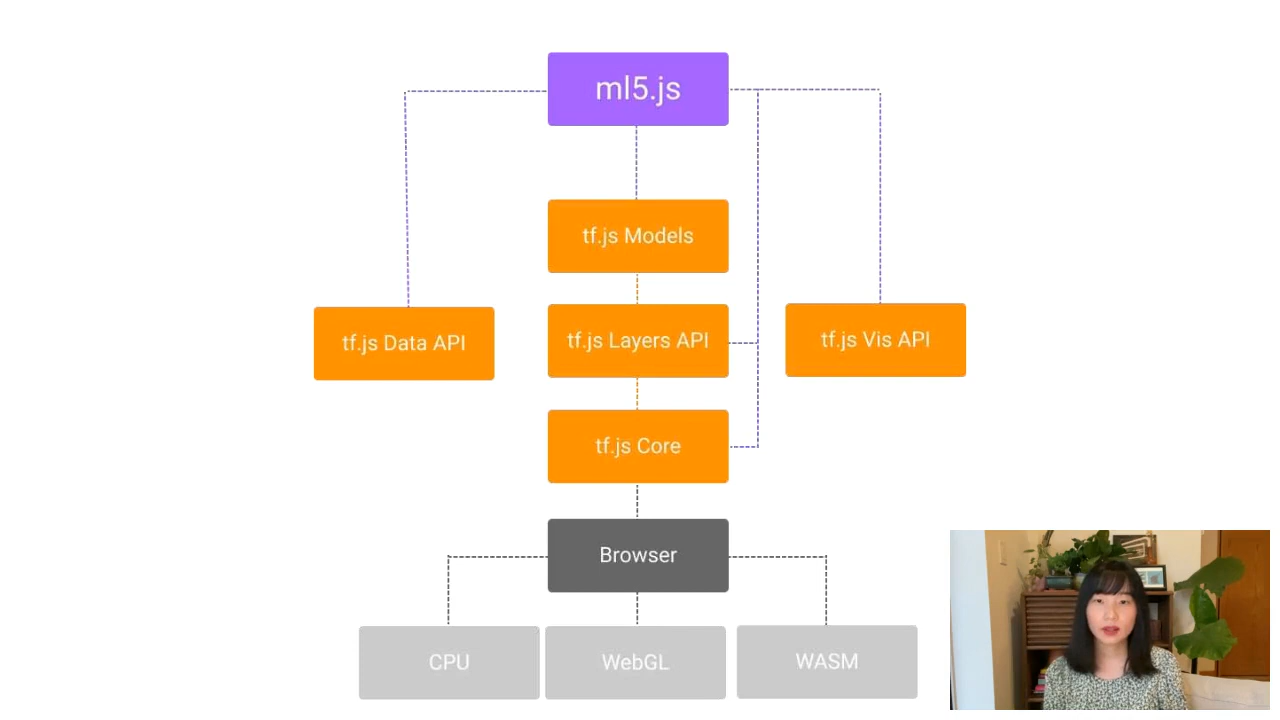 ml5.js
tf.js Models
tf.js Data API
tf.js Layers API
tf.js Vis API
tf.js Core
Browser
CPU
WebGL
WASM